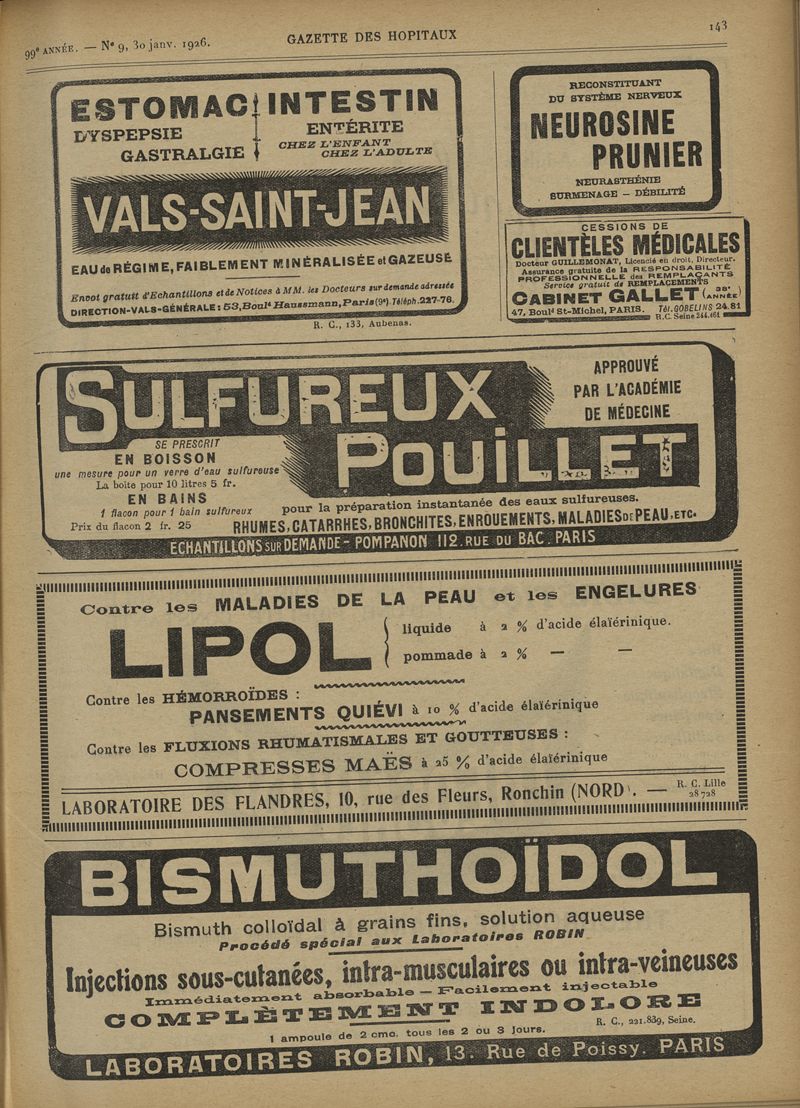 99e ANNÉE. — N° 9, 30 janv. 1926.
GAZETTE DES HOPITAUX
143
ESTOMAC INTESTIN
DYSPEPSIE
GASTRALGIE
ENTÉRITE
CHEZ L'ENFANT
CHEZ L'ADULTE
VALS-SAINT-JEAN
EAU de RÉGIME, FAIBLEMENT MINÉRALISÉE et GAZEUSE
Envoi gratuit d'Echantillons et de Notices à MM. les Docteurs sur demande adressée
DIRECTION-VALS-GÉNÉRALE : 53, Bould Haussmann, Paris (9e). Téléph. 227-76.
R. C., 133, Aubenas.
RECONSTITUANT
DU SYSTÈME NERVEUX
NEUROSINE
PRUNIER
NEURASTHÉNIE
SURMENAGE - DÉBILITÉ
CESSIONS DE
CLIENTÈLES MÉDICALES
Docteur GUILLEMONAT, Licencié en droit, Directeur.
Assurance gratuite de la RESPONSABILITÉ
PROFESSIONNELLE des REMPLAÇANTS
Service gratuit de REMPLACEMENTS
CABINET GALLET (38e ANNÉE)
47, Bould St-Michel, PARIS. Tél. GOBELINS 24.81
R.C. Seine 244.461
SULFUREUX
POUILLET
APPROUVÉ
PAR L'ACADÉMIE
DE MÉDECINE
SE PRESCRIT
EN BOISSON
une mesure pour un verre d'eau sulfureuse
La boite pour 10 litres 5 fr.
EN BAINS
1 flacon pour 1 bain sulfureux
Prix du flacon 2 fr. 25
pour la préparation instantanée des eaux sulfureuses.
RHUMES, CATARRHES, BRONCHITES, ENROUEMENTS, MALADIES DE PEAU, ETC.
ECHANTILLONS SUR DEMANDE - POMPANON 112. RUE DU BAC. PARIS
Contre les MALADIES DE LA PEAU et les ENGELURES
LIPOL
liquide à 2 % d'acide élaïérinique.
pommade à 2 % — —
Contre les HÉMORROÏDES :
PANSEMENTS QUIÉVI à 10 % d'acide élaïérinique
Contre les FLUXIONS RHUMATISMALES ET GOUTTEUSES :
COMPRESSES MAËS à 25 % d'acide élaïérinique
LABORATOIRE DES FLANDRES, 10, rue des Fleurs, Ronchin (NORD). — R. C. Lille 28728
BISMUTHOÏDOL
Bismuth colloïdal à grains fins, solution aqueuse
Procédé spécial aux Laboratoires ROBIN
Injections sous-cutanées, intra-musculaires ou intra-veineuses
Immédiatement absorbable — Facilement injectable
COMPLÈTEMENT INDOLORE
1 ampoule de 2 cmc. tous les 2 ou 3 jours.
R. C., 221.839, Seine.
LABORATOIRES ROBIN, 13. Rue de Poissy. PARIS